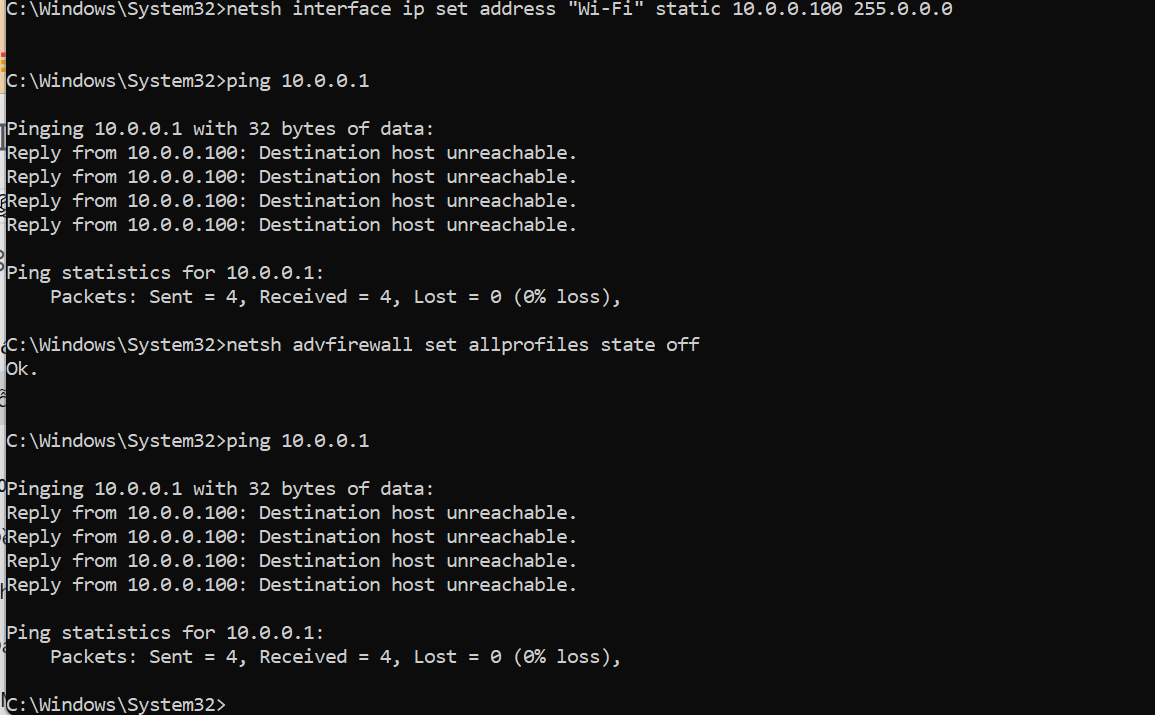 C:\Windows\System32>netsh interface ip set address "Wi-Fi" static 10.0.0.100 255.0.0.0
C:\Windows\System32>ping 10.0.0.1
Pinging 10.0.0.1 with 32 bytes of data:
Reply from 10.0.0.100: Destination host unreachable.
Reply from 10.0.0.100: Destination host unreachable.
Reply from 10.0.0.100: Destination host unreachable.
Reply from 10.0.0.100: Destination host unreachable.
Ping statistics for 10.0.0.1:
    Packets: Sent = 4, Received = 4, Lost = 0 (0% loss),
C:\Windows\System32>netsh advfirewall set allprofiles state off
Ok.
C:\Windows\System32>ping 10.0.0.1
Pinging 10.0.0.1 with 32 bytes of data:
Reply from 10.0.0.100: Destination host unreachable.
Reply from 10.0.0.100: Destination host unreachable.
Reply from 10.0.0.100: Destination host unreachable.
Reply from 10.0.0.100: Destination host unreachable.
Ping statistics for 10.0.0.1:
    Packets: Sent = 4, Received = 4, Lost = 0 (0% loss),
C:\Windows\System32>